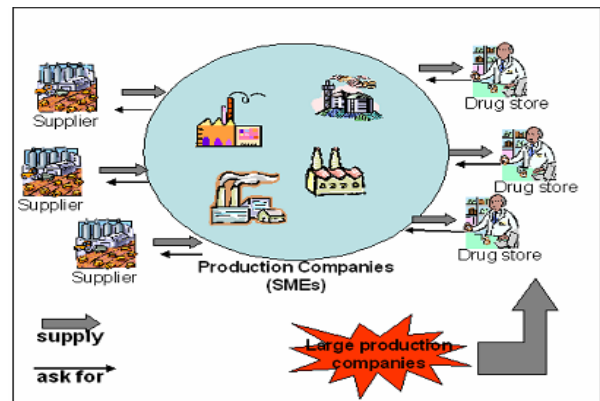 Supplier
Supplier
Supplier
Drug store
Drug store
Drug store
Production Companies
(SMEs)
supply
ask for
Large production
companies